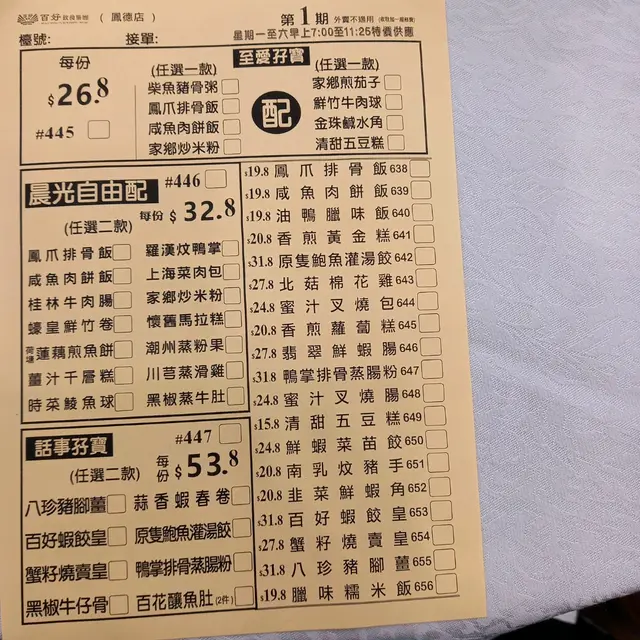 百好飲食集團 (鳳德店) 第1期 外賣不適用 (收取加一服務費)
檯號: 接單: 星期一至六早上7:00至11:25特價供應
每份
$26.8
#445
至愛孖寶
配
(任選一款)
柴魚豬骨粥
鳳爪排骨飯
咸魚肉餅飯
家鄉炒米粉
(任選一款)
家鄉煎茄子
鮮竹牛肉球
金珠鹹水角
清甜五豆糕
晨光自由配 #446
(任選二款) 每份 $32.8
鳳爪排骨飯 羅漢炆鴨掌
咸魚肉餅飯 上海菜肉包
桂林牛肉腸 家鄉炒米粉
蠔皇鮮竹卷 懷舊馬拉糕
荷塘蓮藕煎魚餅 潮州蒸粉果
薑汁千層糕 川芎蒸滑雞
時菜鯪魚球 黑椒蒸牛肚
話事孖寶 #447
(任選二款) 每份 $53.8
八珍豬腳薑 蒜香蝦春卷
百好蝦餃皇 原隻鮑魚灌湯餃
蟹籽燒賣皇 鴨掌排骨蒸腸粉
黑椒牛仔骨 百花釀魚肚(2件)
$19.8 鳳爪排骨飯 638
$19.8 咸魚肉餅飯 639
$19.8 油鴨臘味飯 640
$20.8 香煎黃金糕 641
$31.8 原隻鮑魚灌湯餃 642
$27.8 北菇棉花雞 643
$24.8 蜜汁叉燒包 644
$20.8 香煎蘿蔔糕 645
$27.8 翡翠鮮蝦腸 646
$31.8 鴨掌排骨蒸腸粉 647
$24.8 蜜汁叉燒腸 648
$15.8 清甜五豆糕 649
$24.8 鮮蝦菜苗餃 650
$20.8 南乳炆豬手 651
$20.8 韭菜鮮蝦角 652
$31.8 百好蝦餃皇 653
$27.8 蟹籽燒賣皇 654
$31.8 八珍豬腳薑 655
$19.8 臘味糯米飯 656